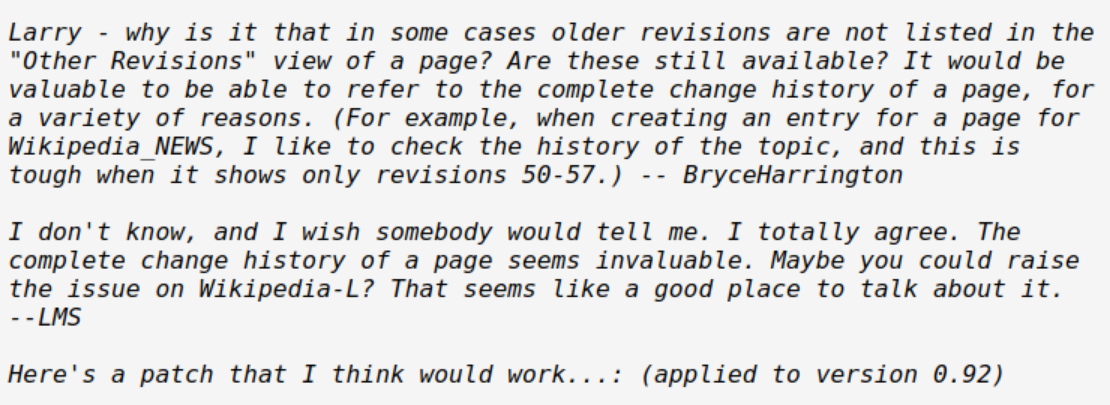 Larry - why is it that in some cases older revisions are not listed in the
"Other Revisions" view of a page? Are these still available? It would be
valuable to be able to refer to the complete change history of a page, for
a variety of reasons. (For example, when creating an entry for a page for
Wikipedia_NEWS, I like to check the history of the topic, and this is
tough when it shows only revisions 50-57.) -- BryceHarrington
I don't know, and I wish somebody would tell me. I totally agree. The
complete change history of a page seems invaluable. Maybe you could raise
the issue on Wikipedia-L? That seems like a good place to talk about it.
--LMS
Here's a patch that I think would work...: (applied to version 0.92)